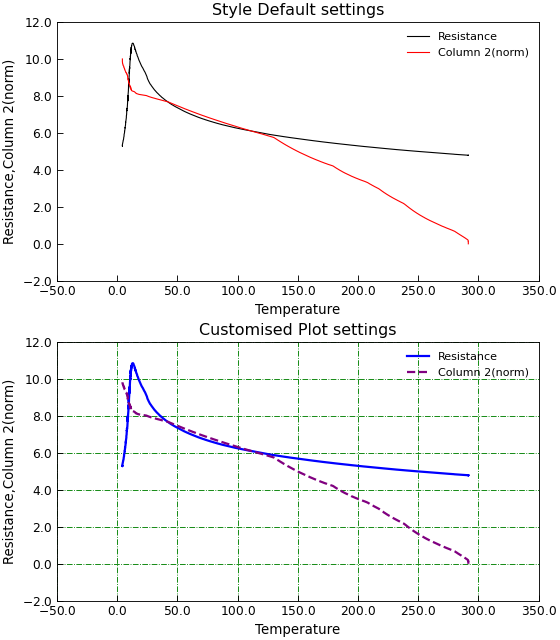 Style Default settings
12.0
10.0
8.0
6.0
4.0
2.0
0.0
−2.0
Resistance,Column 2(norm)
Resistance
Column 2(norm)
−50.0 0.0 50.0 100.0 150.0 200.0 250.0 300.0 350.0
Temperature
Customised Plot settings
12.0
10.0
8.0
6.0
4.0
2.0
0.0
−2.0
Resistance,Column 2(norm)
Resistance
Column 2(norm)
−50.0 0.0 50.0 100.0 150.0 200.0 250.0 300.0 350.0
Temperature